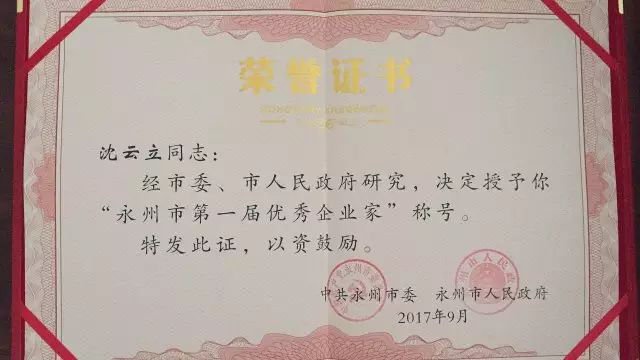 荣誉证书
沈云立同志：
经市委、市人民政府研究，决定授予你
“永州市第一届优秀企业家”称号。
特发此证，以资鼓励。
中共永州市委 永州市人民政府
2017年9月